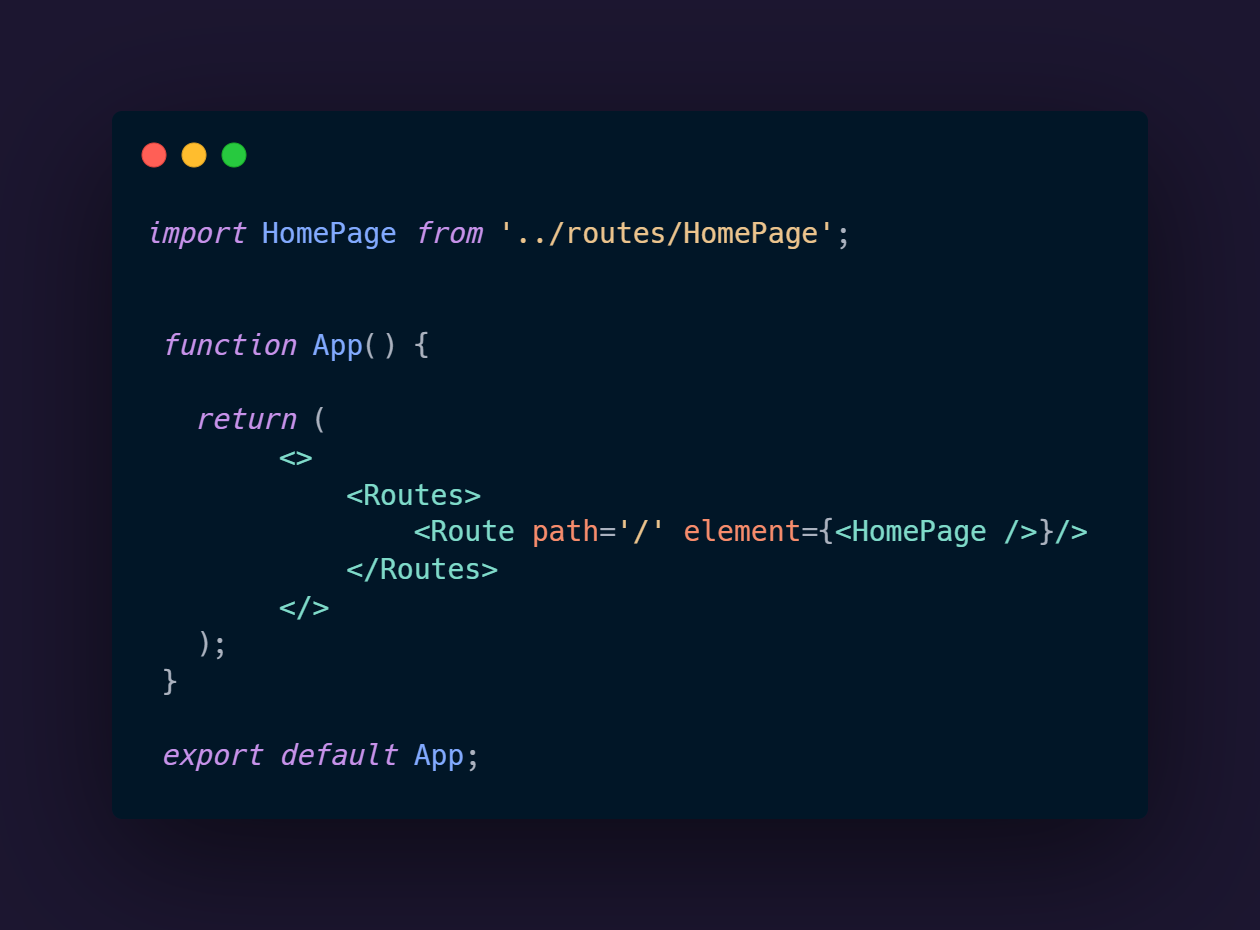 import HomePage from '../routes/HomePage';
function App() {
return (
<>
<Routes>
<Route path='/' element={<HomePage />}/>
</Routes>
</>
);
}
export default App;